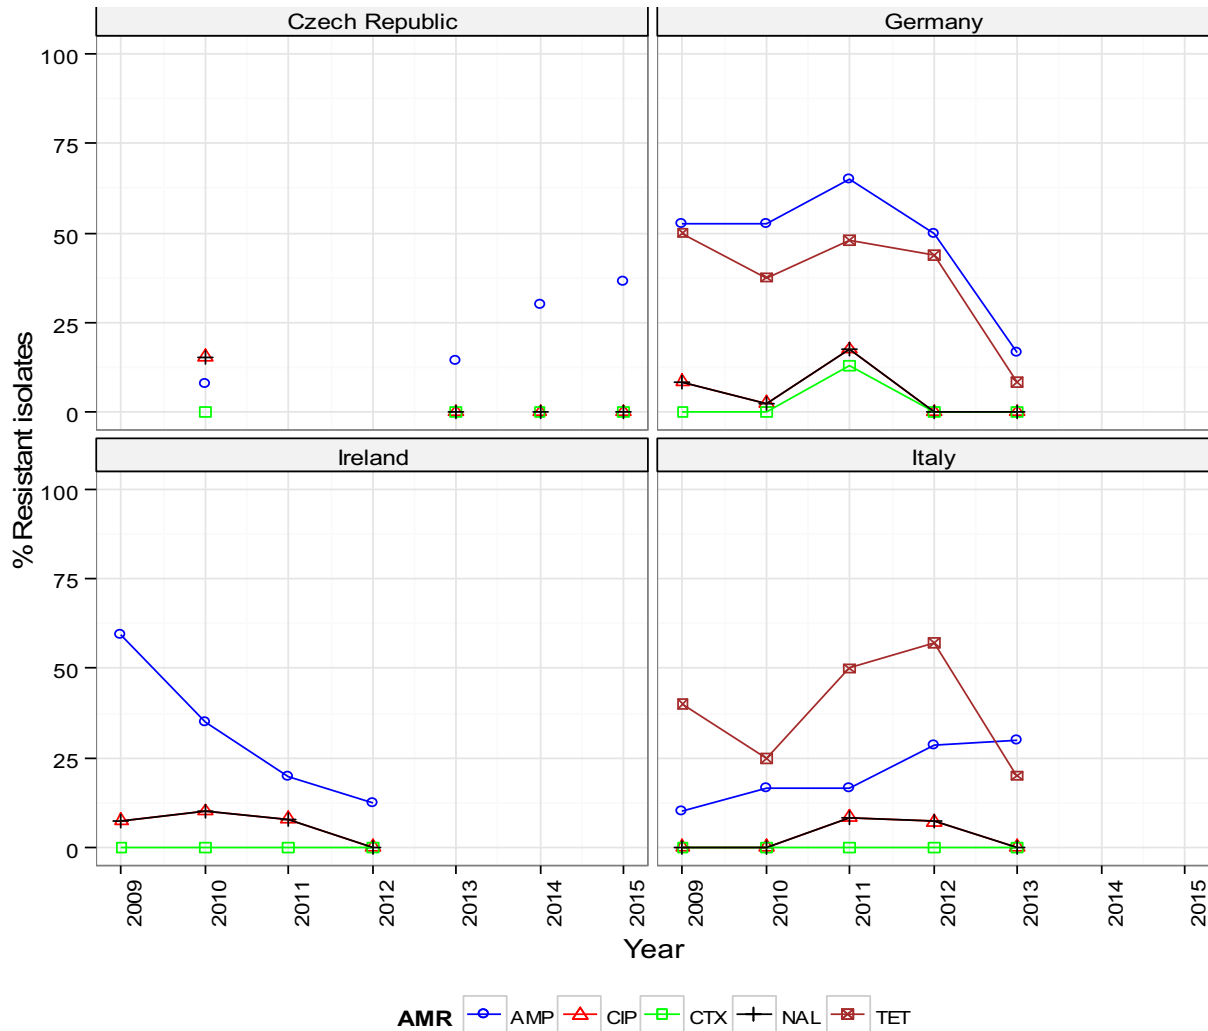 Czech Republic
Germany
100
75
50
25
0
Ireland
Italy
100
75
50
25
0
% Resistant isolates
2009 2010 2011 2012 2013 2014 2015
2009 2010 2011 2012 2013 2014 2015
Year
AMR AMP CIP CTX NAL TET